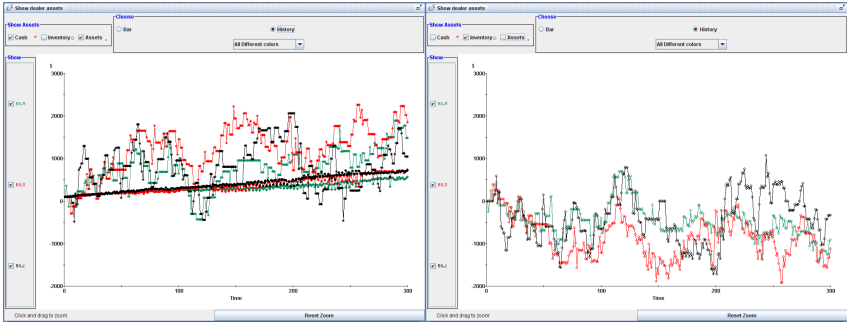 Show dealer assets
Show Assets
Cash * Inventory o Assets .
Choose
Bar
History
All Different colors
Show
$
3000
2000
1000
0
-1000
-2000
0
100
200
300
Time
Click and drag to zoom
Reset Zoom
Show dealer assets
Show Assets
Cash * Inventory o Assets .
Choose
Bar
History
All Different colors
Show
$
3000
2000
1000
0
-1000
-2000
0
100
200
300
Time
Click and drag to zoom
Reset Zoom